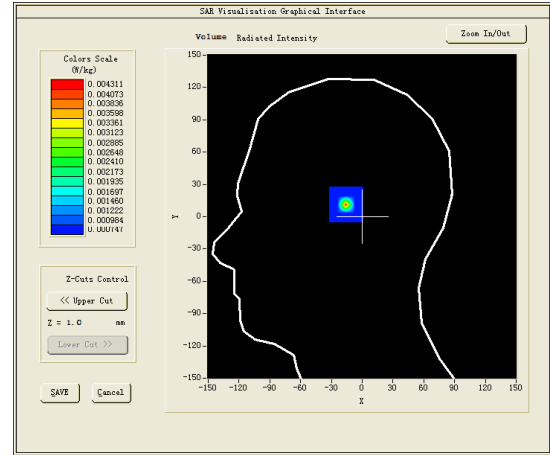 SAR Visualisation Graphical Interface
Volume Radiated Intensity
Zoom In/Out
Colors Scale
(W/kg)
0.004311
0.004073
0.003836
0.003598
0.003361
0.003123
0.002885
0.002648
0.002410
0.002173
0.001935
0.001697
0.001460
0.001222
0.000984
0.000747
150
120
90
60
30
0
-30
-60
-90
-120
-150
Y
-150 -120 -90 -60 -30 0 30 60 90 120 150
X
Z-Cuts Control
<< Upper Cut
Z = 1.0 mm
Lower Cut >>
SAVE
Cancel